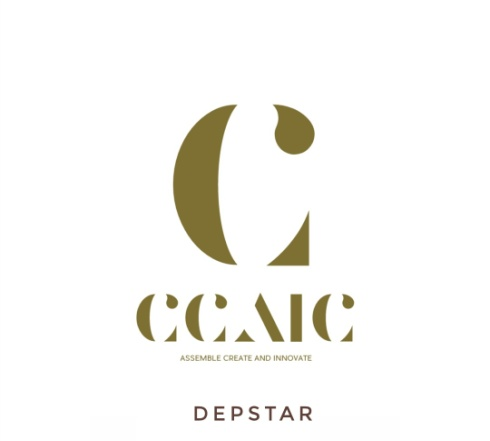 C
CCAIC
ASSEMBLE CREATE AND INNOVATE
DEPSTAR